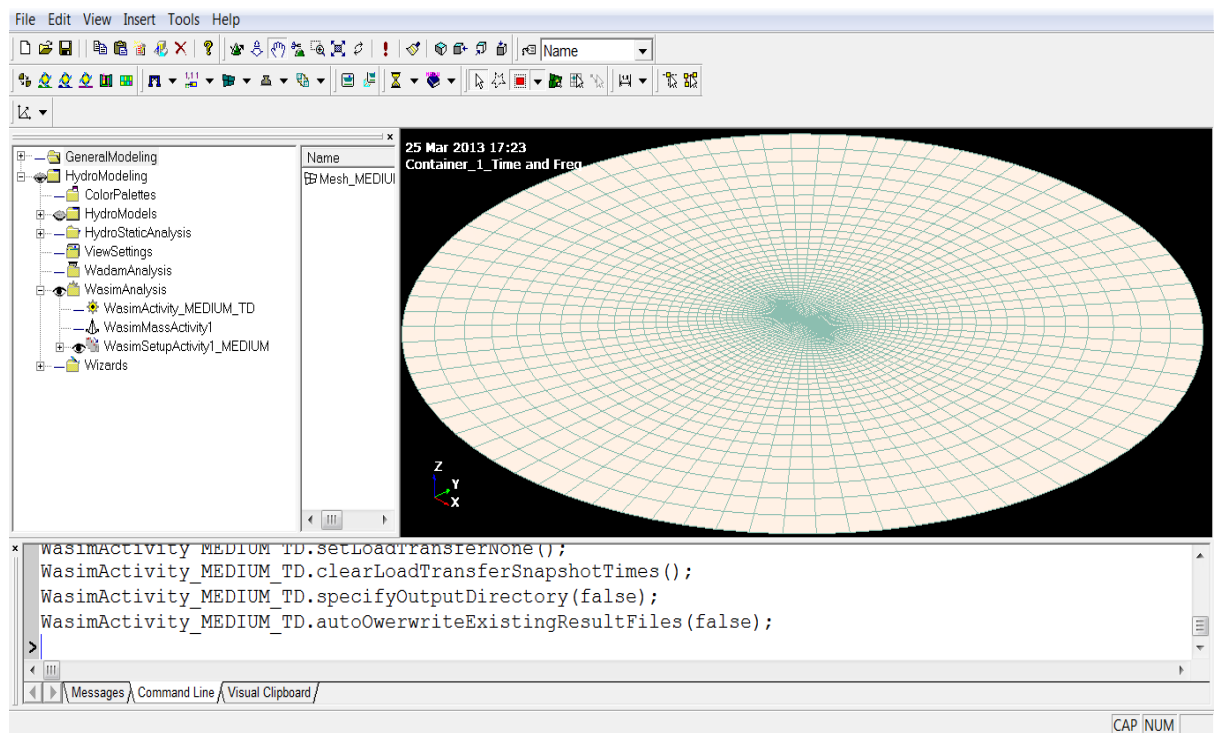 File Edit View Insert Tools Help
Name
x
GeneralModeling
HydroModeling
ColorPalettes
HydroModels
HydroStaticAnalysis
ViewSettings
WadamAnalysis
WasimAnalysis
WasimActivity_MEDIUM_TD
WasimMassActivity1
WasimSetupActivity1_MEDIUM
Wizards
Name
Mesh_MEDIUI
25 Mar 2013 17:23
Container_1_Time and Freq
Z
Y
X
x
WasimActivity_MEDIUM_TD.setLoadTransferNone();
WasimActivity_MEDIUM_TD.clearLoadTransferSnapshotTimes();
WasimActivity_MEDIUM_TD.specifyOutputDirectory(false);
WasimActivity_MEDIUM_TD.autoOwerwriteExistingResultFiles(false);
>
Messages Command Line Visual Clipboard
CAP NUM